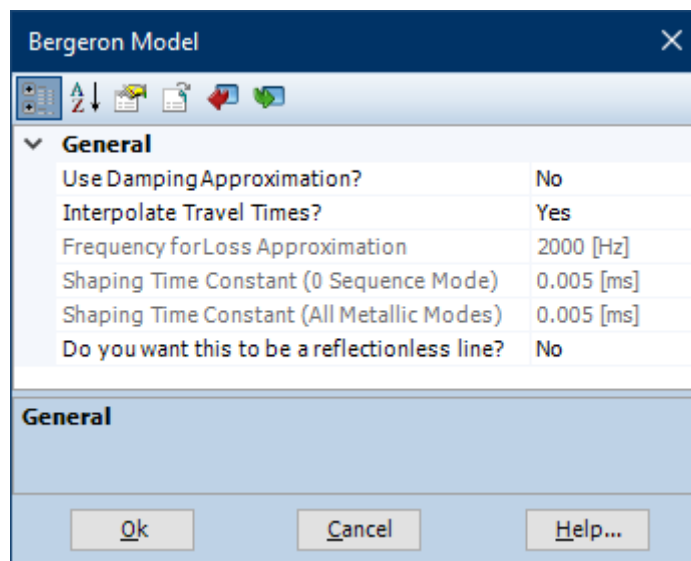 Bergeron Model
General
Use Damping Approximation? No
Interpolate Travel Times? Yes
Frequency for Loss Approximation 2000 [Hz]
Shaping Time Constant (0 Sequence Mode) 0.005 [ms]
Shaping Time Constant (All Metallic Modes) 0.005 [ms]
Do you want this to be a reflectionless line? No
General
Ok Cancel Help...